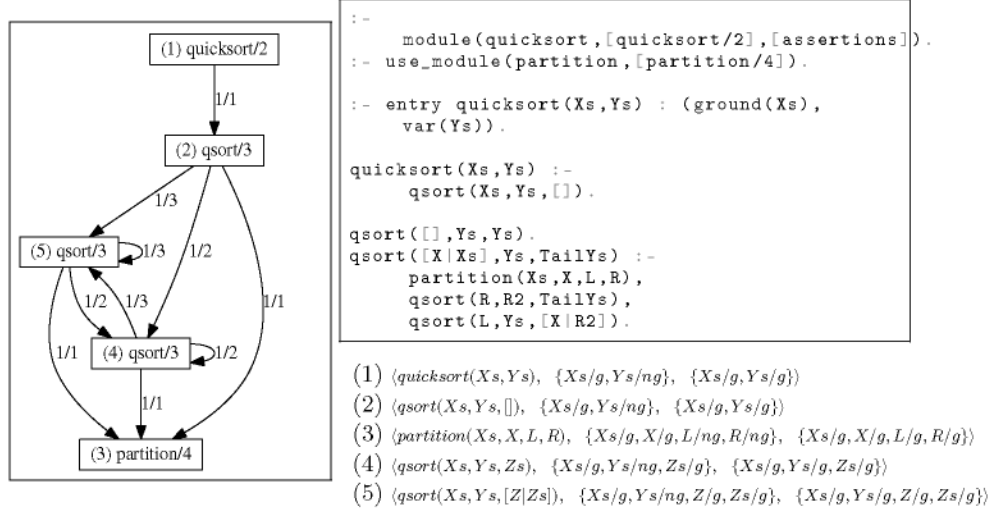 (1) quicksort/2
1/1
(2) qsort/3
1/3
(5) qsort/3
1/3
1/2
1/2
1/3
1/1
1/1
(4) qsort/3
1/2
1/1
(3) partition/4
:-
module(quicksort,[quicksort/2],[assertions]).
:- use_module(partition,[partition/4]).
:- entry quicksort(Xs,Ys) : (ground(Xs),
var(Ys)).
quicksort(Xs,Ys) :-
qsort(Xs,Ys,[]).
qsort([],Ys,Ys).
qsort([X|Xs],Ys,TailYs) :-
partition(Xs,X,L,R),
qsort(R,R2,TailYs),
qsort(L,Ys,[X|R2]).
(1) ⟨quicksort(Xs,Ys), {Xs/g,Ys/ng}, {Xs/g,Ys/g}⟩
(2) ⟨qsort(Xs,Ys,[]), {Xs/g,Ys/ng}, {Xs/g,Ys/g}⟩
(3) ⟨partition(Xs,X,L,R), {Xs/g,X/g,L/ng,R/ng}, {Xs/g,X/g,L/g,R/g}⟩
(4) ⟨qsort(Xs,Ys,Zs), {Xs/g,Ys/ng,Zs/g}, {Xs/g,Ys/g,Zs/g}⟩
(5) ⟨qsort(Xs,Ys,[Z|Zs]), {Xs/g,Ys/ng,Z/g,Zs/g}, {Xs/g,Ys/g,Z/g,Zs/g}⟩